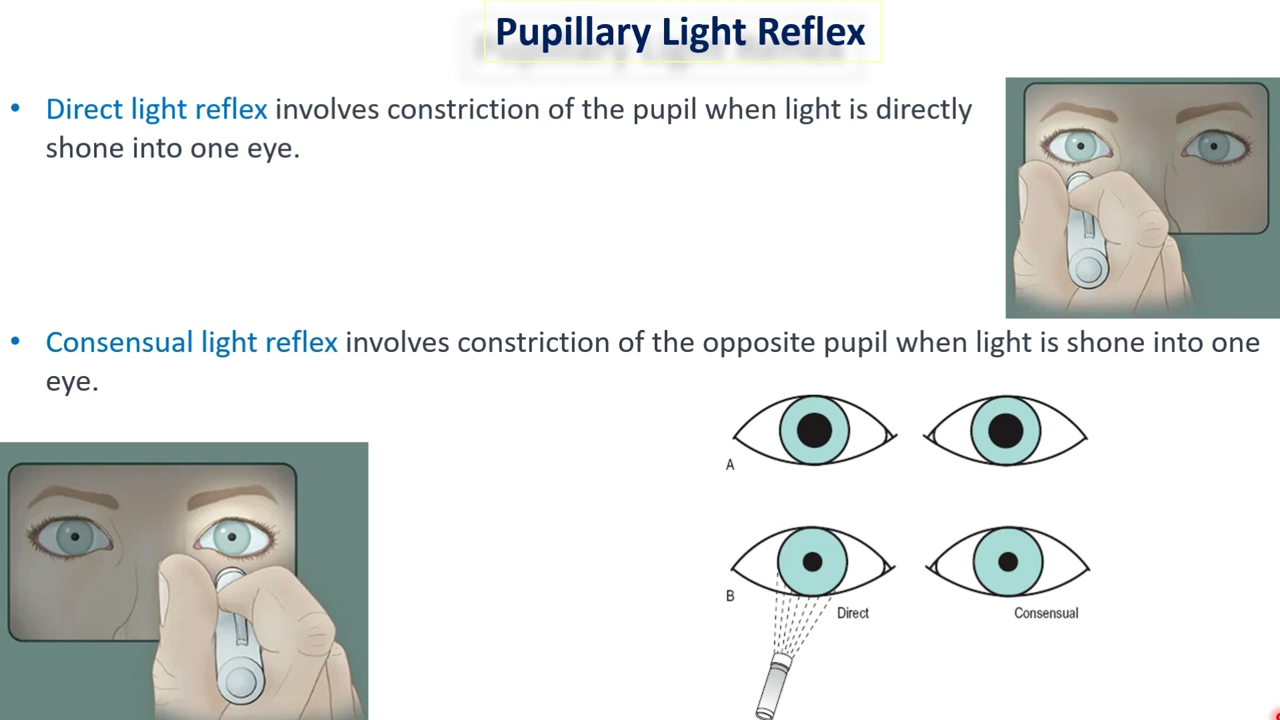 Pupillary Light Reflex
• Direct light reflex involves constriction of the pupil when light is directly
shone into one eye.
• Consensual light reflex involves constriction of the opposite pupil when light is shone into one
eye.
A
B
Direct
Consensual